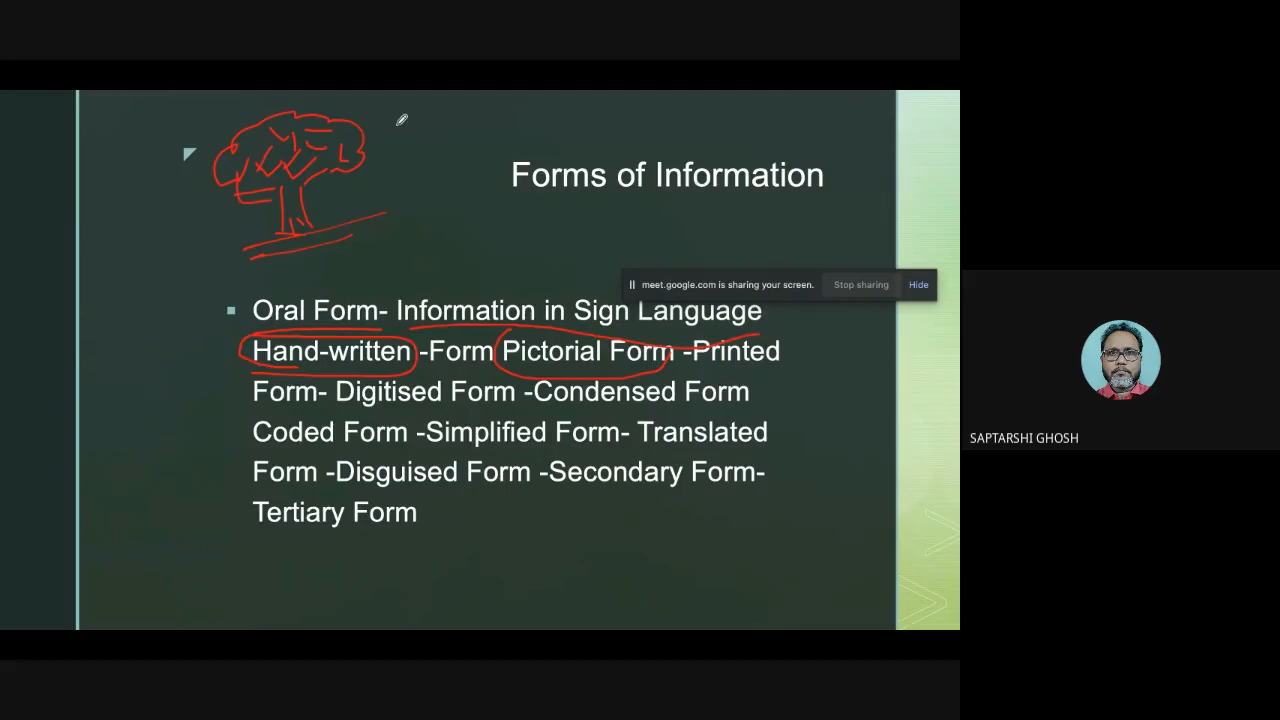 Forms of Information
meet.google.com is sharing your screen. Stop sharing Hide
Oral Form- Information in Sign Language
Hand-written -Form Pictorial Form -Printed
Form- Digitised Form -Condensed Form
Coded Form -Simplified Form- Translated
Form -Disguised Form -Secondary Form-
Tertiary Form
SAPTARSHI GHOSH